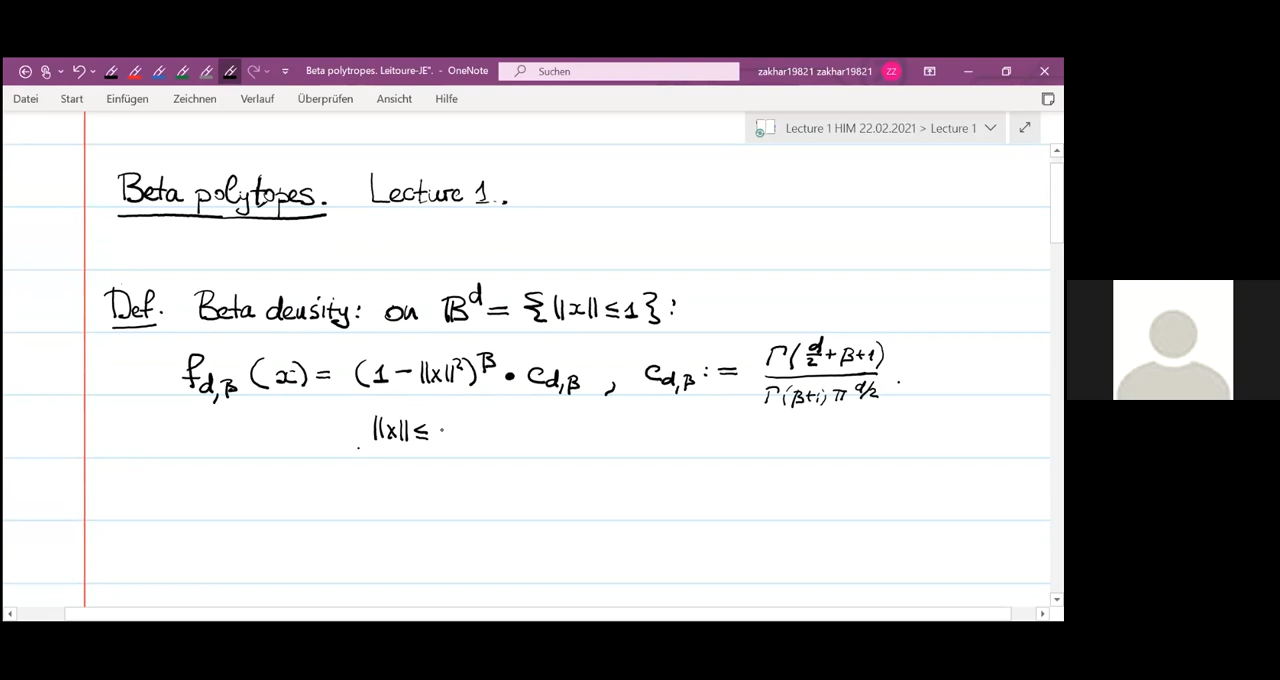 Beta polytopes. Leitoure-JE". - OneNote
Suchen
zakhar19821 zakhar19821 ZZ
Datei Start Einfügen Zeichnen Verlauf Überprüfen Ansicht Hilfe
Lecture 1 HIM 22.02.2021 > Lecture 1
Beta polytopes. Lecture 1.
Def. Beta density: on 𝔹^d = {||x|| ≤ 1}:
f_{d,β}(x) = (1 - ||x||²)^β · c_{d,β}, c_{d,β} := Γ(d/2 + β + 1) / Γ(β+1) π^{d/2}.
||x|| ≤